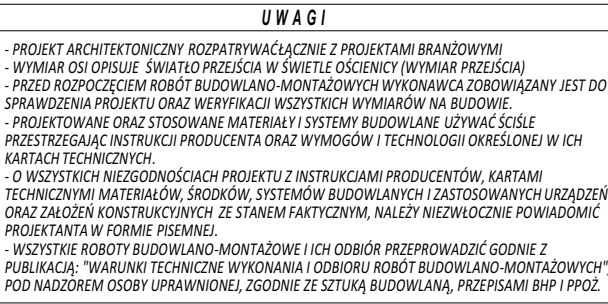 UWAGI
- PROJEKT ARCHITEKTONICZNY ROZPATRYWAĆŁĄCZNIE Z PROJEKTAMI BRANŻOWYMI
- WYMIAR OSI OPISUJE ŚWIATŁO PRZEJŚCIA W ŚWIETLE OŚCIENICY (WYMIAR PRZEJŚCIA)
- PRZED ROZPOCZĘCIEM ROBÓT BUDOWLANO-MONTAŻOWYCH WYKONAWCA ZOBOWIĄZANY JEST DO
SPRAWDZENIA PROJEKTU ORAZ WERYFIKACJI WSZYSTKICH WYMIARÓW NA BUDOWIE.
- PROJEKTOWANE ORAZ STOSOWANE MATERIAŁY I SYSTEMY BUDOWLANE UŻYWAĆ ŚCIŚLE
PRZESTRZEGAJĄC INSTRUKCJI PRODUCENTA ORAZ WYMOGÓW I TECHNOLOGII OKREŚLONEJ W ICH
KARTACH TECHNICZNYCH.
- O WSZYSTKICH NIEZGODNOŚCIACH PROJEKTU Z INSTRUKCJAMI PRODUCENTÓW, KARTAMI
TECHNICZNYMI MATERIAŁÓW, ŚRODKÓW, SYSTEMÓW BUDOWLANYCH I ZASTOSOWANYCH URZĄDZEŃ
ORAZ ZAŁOŻEŃ KONSTRUKCYJNYCH ZE STANEM FAKTYCZNYM, NALEŻY NIEZWŁOCZNIE POWIADOMIĆ
PROJEKTANTA W FORMIE PISEMNEJ.
- WSZYSTKIE ROBOTY BUDOWLANO-MONTAŻOWE I ICH ODBIÓR PRZEPROWADZIĆ GODNIE Z
PUBLIKACJĄ: "WARUNKI TECHNICZNE WYKONANIA I ODBIORU ROBÓT BUDOWLANO-MONTAŻOWYCH",
POD NADZOREM OSOBY UPRAWNIONEJ, ZGODNIE ZE SZTUKĄ BUDOWLANĄ, PRZEPISAMI BHP I PPOŻ.